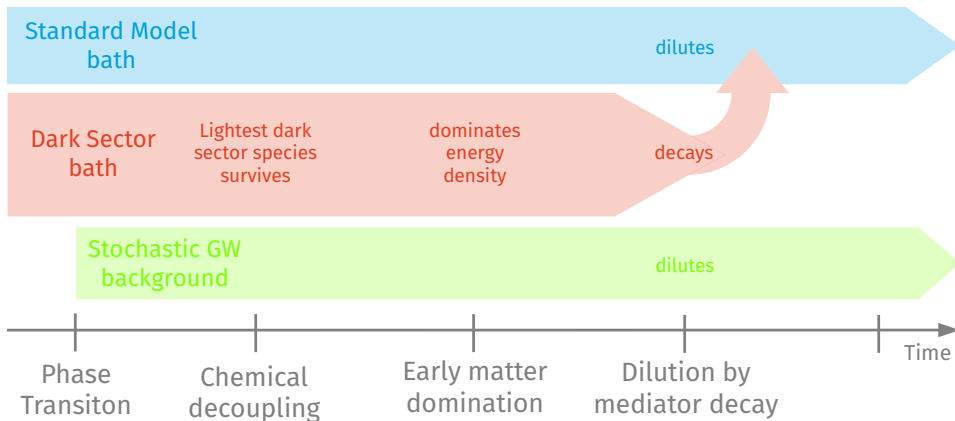 Standard Model
bath
dilutes
Dark Sector
bath
Lightest dark
sector species
survives
dominates
energy
density
decays
Stochastic GW
background
dilutes
Time
Phase
Transiton
Chemical
decoupling
Early matter
domination
Dilution by
mediator decay